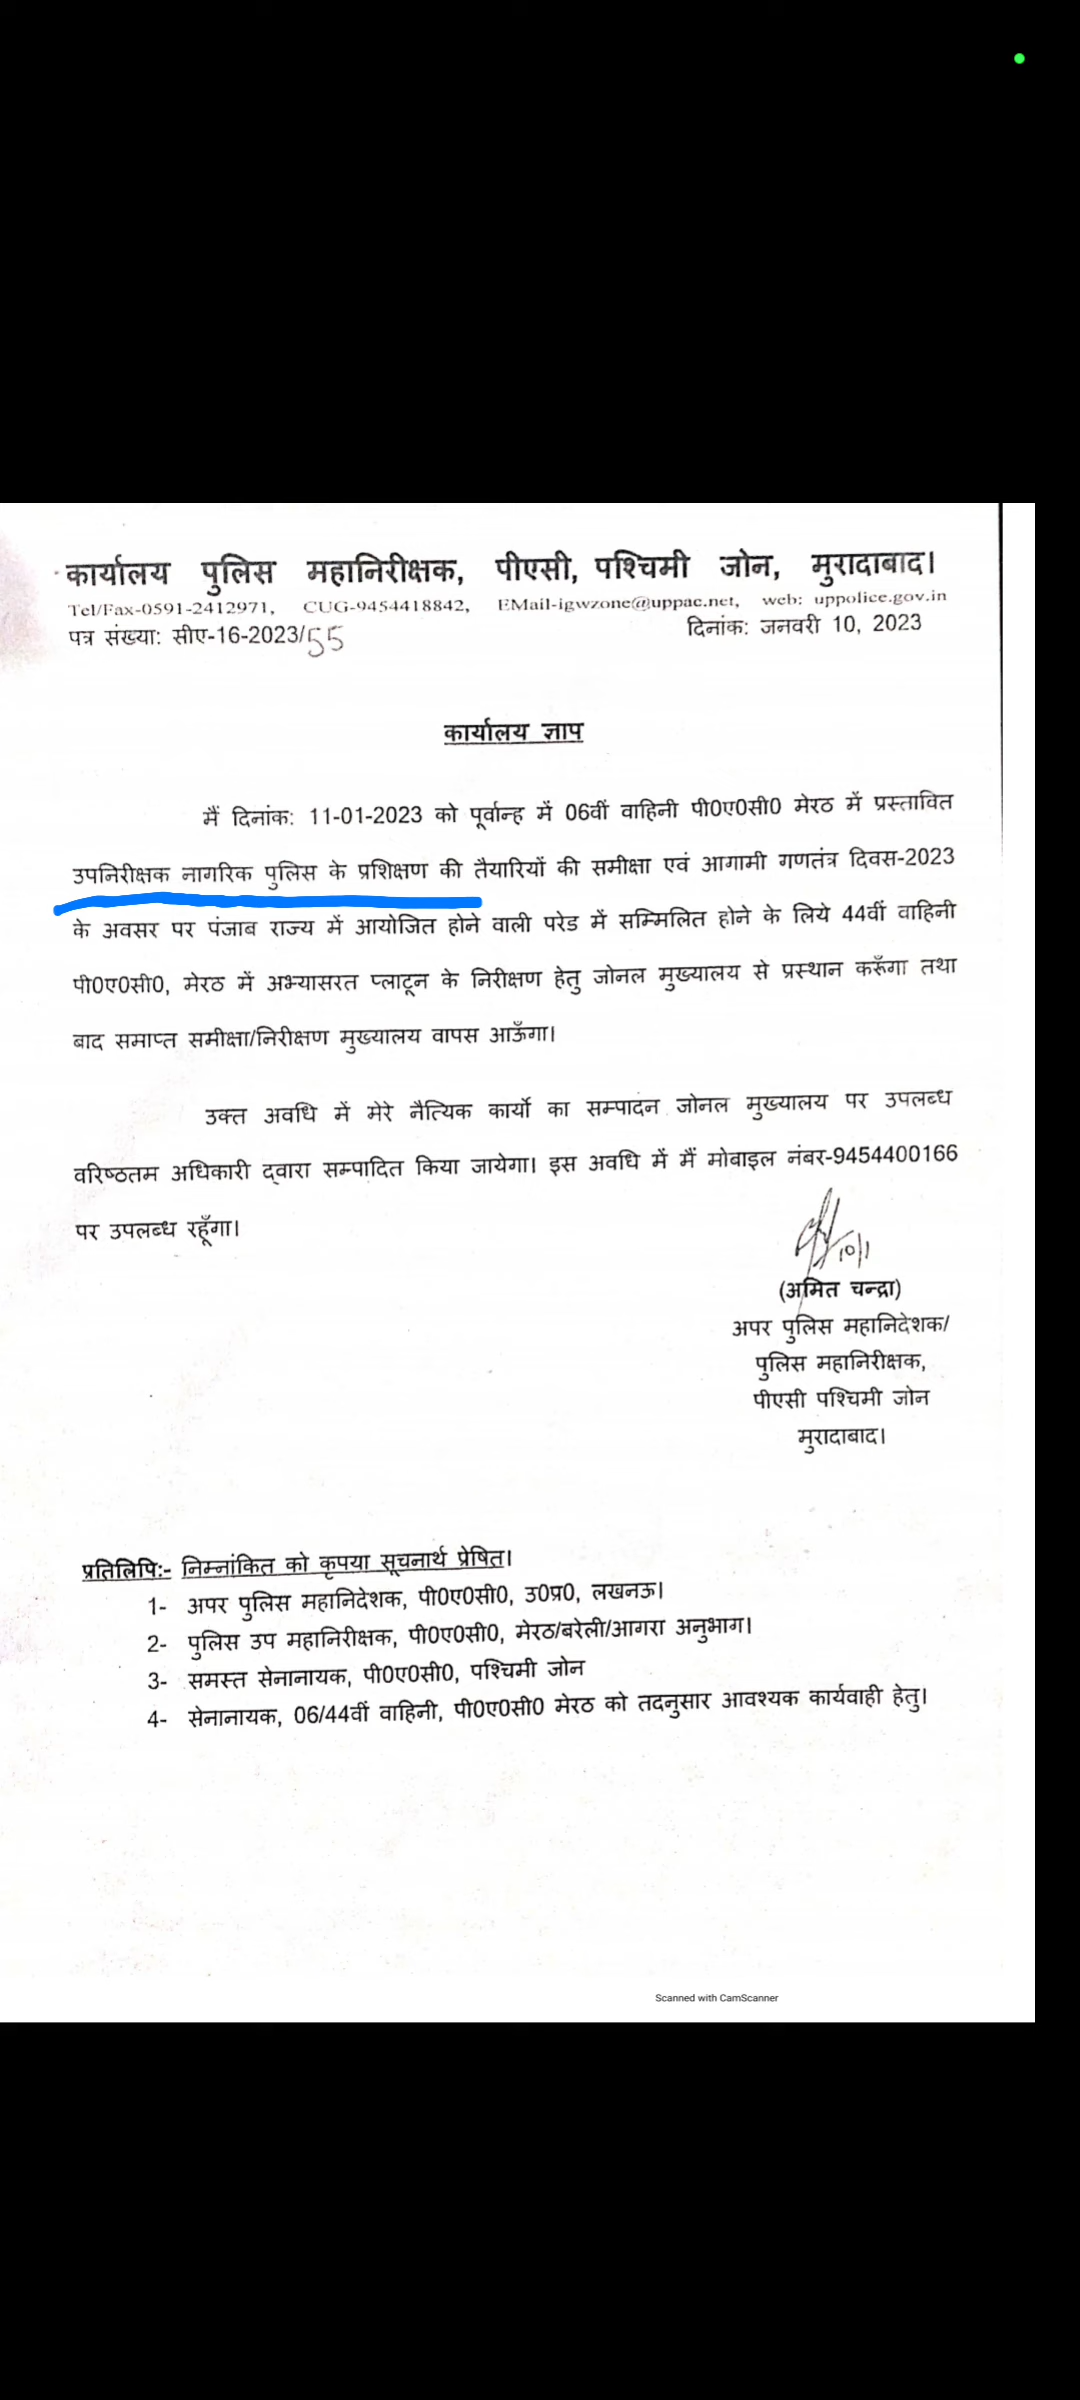 कार्यालय पुलिस महानिरीक्षक, पीएसी, पश्चिमी जोन, मुरादाबाद।
Tel/Fax-0591-2412971, CUG-9454418842, EMail-igwzone@uppac.net, web: uppolice.gov.in
पत्र संख्या: सीए-16-2023/55 दिनांक: जनवरी 10, 2023
कार्यालय ज्ञाप
मैं दिनांक: 11-01-2023 को पूर्वान्ह में 06वीं वाहिनी पी0ए0सी0 मेरठ में प्रस्तावित
उपनिरीक्षक नागरिक पुलिस के प्रशिक्षण की तैयारियों की समीक्षा एवं आगामी गणतंत्र दिवस-2023
के अवसर पर पंजाब राज्य में आयोजित होने वाली परेड में सम्मिलित होने के लिये 44वीं वाहिनी
पी0ए0सी0, मेरठ में अभ्यासरत प्लाटून के निरीक्षण हेतु जोनल मुख्यालय से प्रस्थान करूँगा तथा
बाद समाप्त समीक्षा/निरीक्षण मुख्यालय वापस आऊँगा।
उक्त अवधि में मेरे नैत्यिक कार्यो का सम्पादन जोनल मुख्यालय पर उपलब्ध
वरिष्ठतम अधिकारी द्वारा सम्पादित किया जायेगा। इस अवधि में मैं मोबाइल नंबर-9454400166
पर उपलब्ध रहूँगा।
10/1
(अमित चन्द्रा)
अपर पुलिस महानिदेशक/
पुलिस महानिरीक्षक,
पीएसी पश्चिमी जोन
मुरादाबाद।
प्रतिलिपि:- निम्नांकित को कृपया सूचनार्थ प्रेषित।
1- अपर पुलिस महानिदेशक, पी0ए0सी0, उ0प्र0, लखनऊ।
2- पुलिस उप महानिरीक्षक, पी0ए0सी0, मेरठ/बरेली/आगरा अनुभाग।
3- समस्त सेनानायक, पी0ए0सी0, पश्चिमी जोन
4- सेनानायक, 06/44वीं वाहिनी, पी0ए0सी0 मेरठ को तदनुसार आवश्यक कार्यवाही हेतु।
Scanned with CamScanner